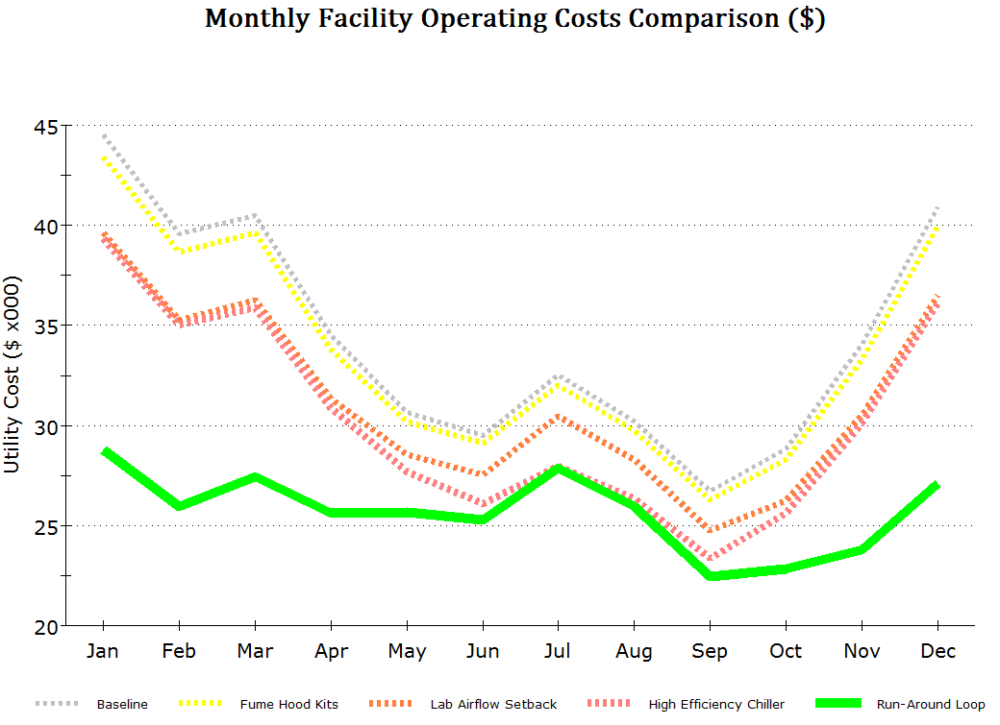 Monthly Facility Operating Costs Comparison ($)
Utility Cost ($ x000)
45
40
35
30
25
20
Jan Feb Mar Apr May Jun Jul Aug Sep Oct Nov Dec
Baseline Fume Hood Kits Lab Airflow Setback High Efficiency Chiller Run-Around Loop